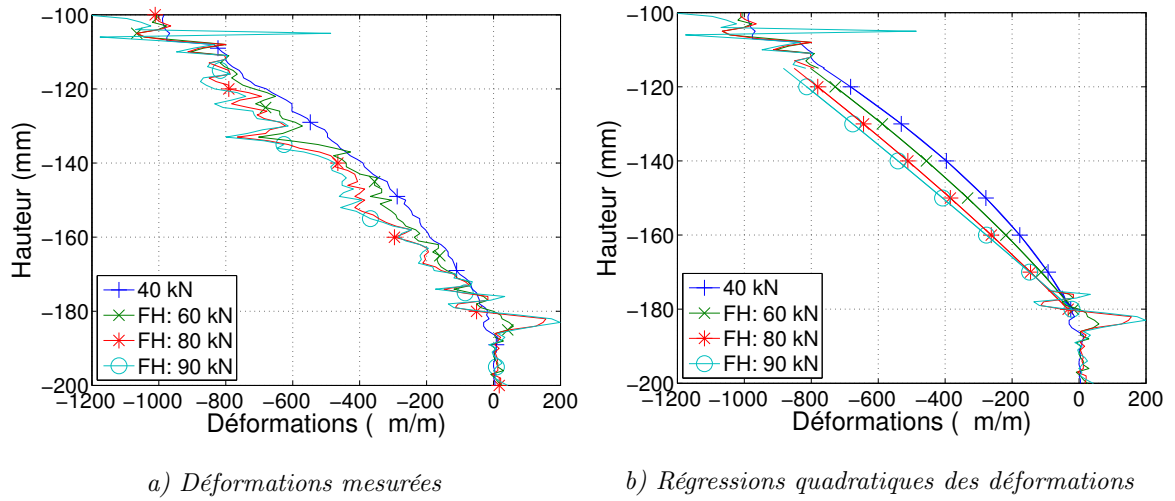 −100
−120
−140
−160
−180
−200
Hauteur (mm)
−1200 −1000 −800 −600 −400 −200 0 200
Déformations ( m/m)
40 kN
FH: 60 kN
FH: 80 kN
FH: 90 kN
a) Déformations mesurées
−100
−120
−140
−160
−180
−200
Hauteur (mm)
−1200 −1000 −800 −600 −400 −200 0 200
Déformations ( m/m)
40 kN
FH: 60 kN
FH: 80 kN
FH: 90 kN
b) Régressions quadratiques des déformations